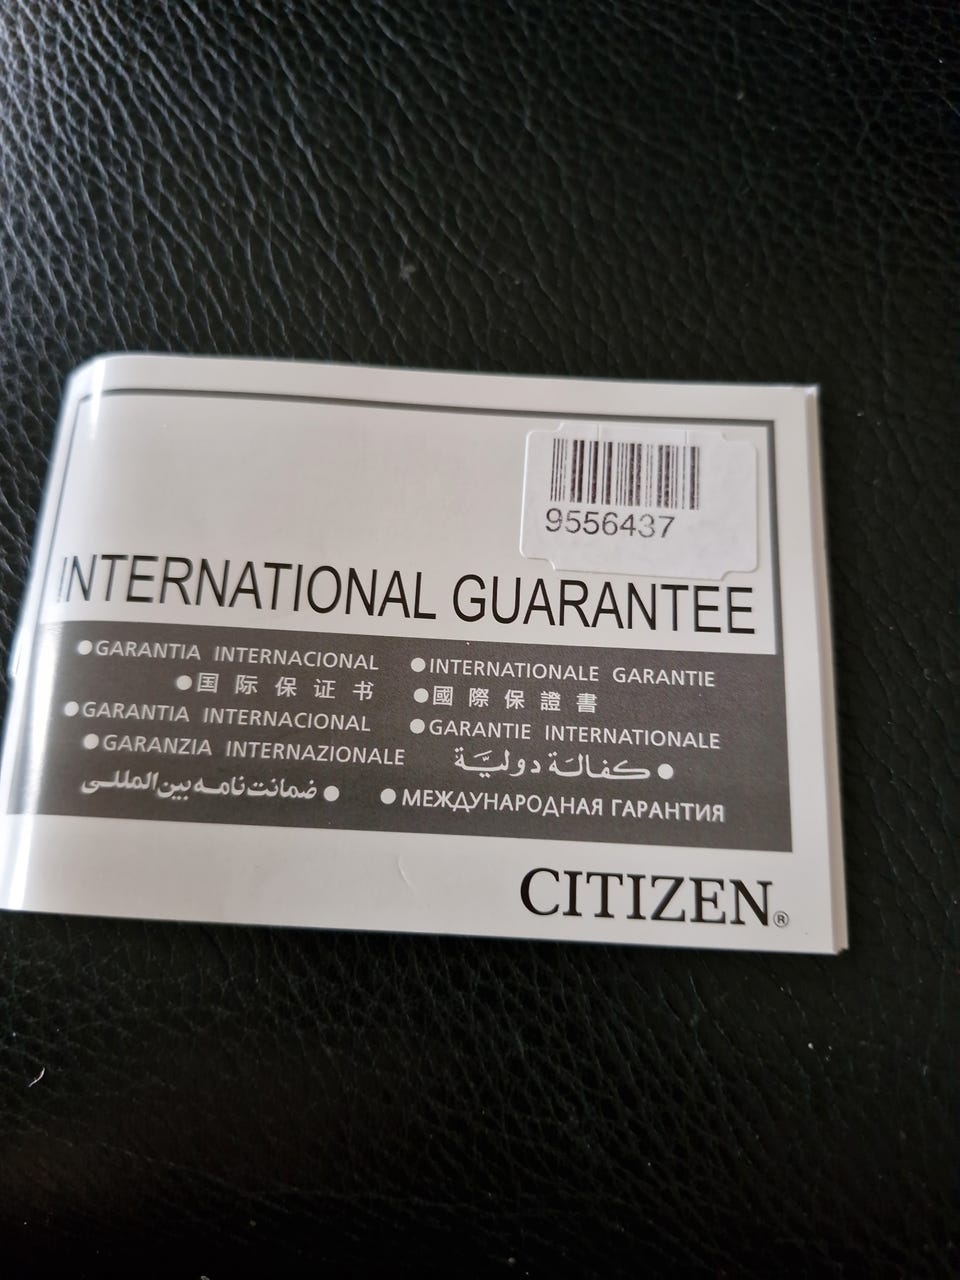 9556437
INTERNATIONAL GUARANTEE
●GARANTIA INTERNACIONAL ●INTERNATIONALE GARANTIE
●国际保证书 ●國際保證書
●GARANTIA INTERNACIONAL ●GARANTIE INTERNATIONALE
●GARANZIA INTERNAZIONALE ●كفالة دوليّة
●ضمانت نامه بین المللی ●МЕЖДУНАРОДНАЯ ГАРАНТИЯ
CITIZEN®